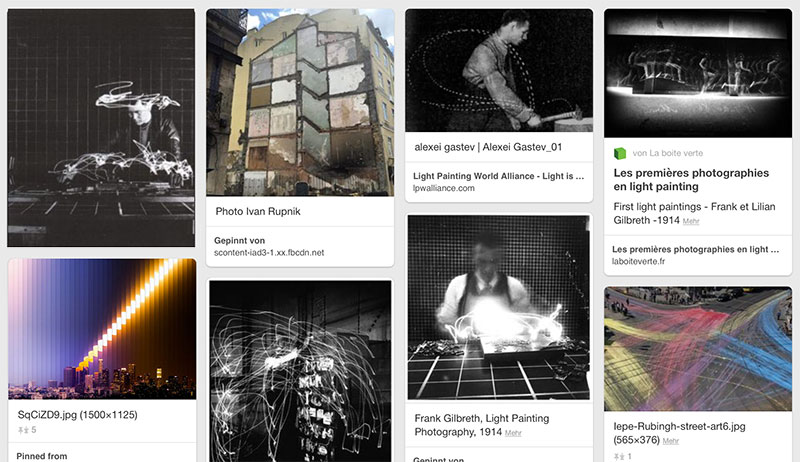 Photo Ivan Rupnik
Gepinnt von
scontent-iad3-1.xx.fbcdn.net
alexei gastev | Alexei Gastev_01
Light Painting World Alliance - Light is ...
lpwalliance.com
von La boite verte
Les premières photographies
en light painting
First light paintings - Frank et Lilian
Gilbreth -1914 Mehr
Les premières photographies en light ...
laboiteverte.fr
SqCiZD9.jpg (1500×1125)
5
Pinned from
Frank Gilbreth, Light Painting
Photography, 1914 Mehr
Gepinnt von
Iepe-Rubingh-street-art6.jpg
(565×376) Mehr
1